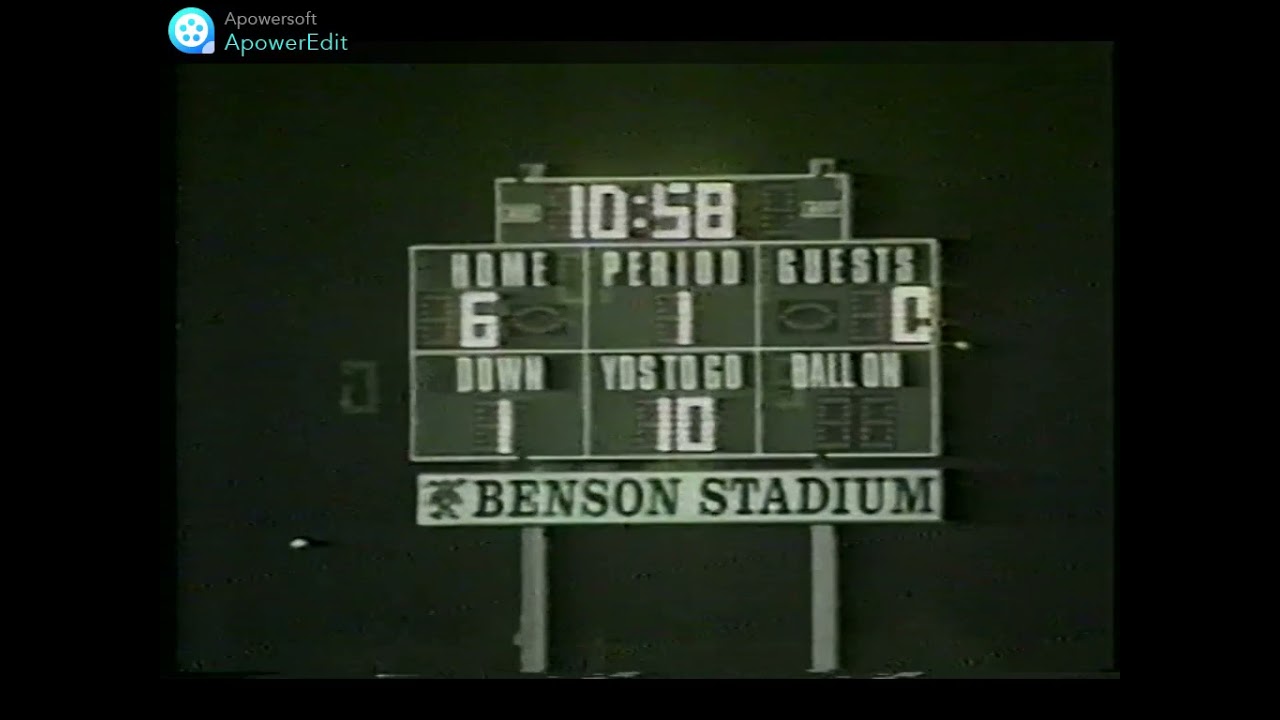 Apowersoft
ApowerEdit
10:58
HOME PERIOD GUESTS
6 1 0
DOWN YDS TO GO BALL ON
1 10
BENSON STADIUM